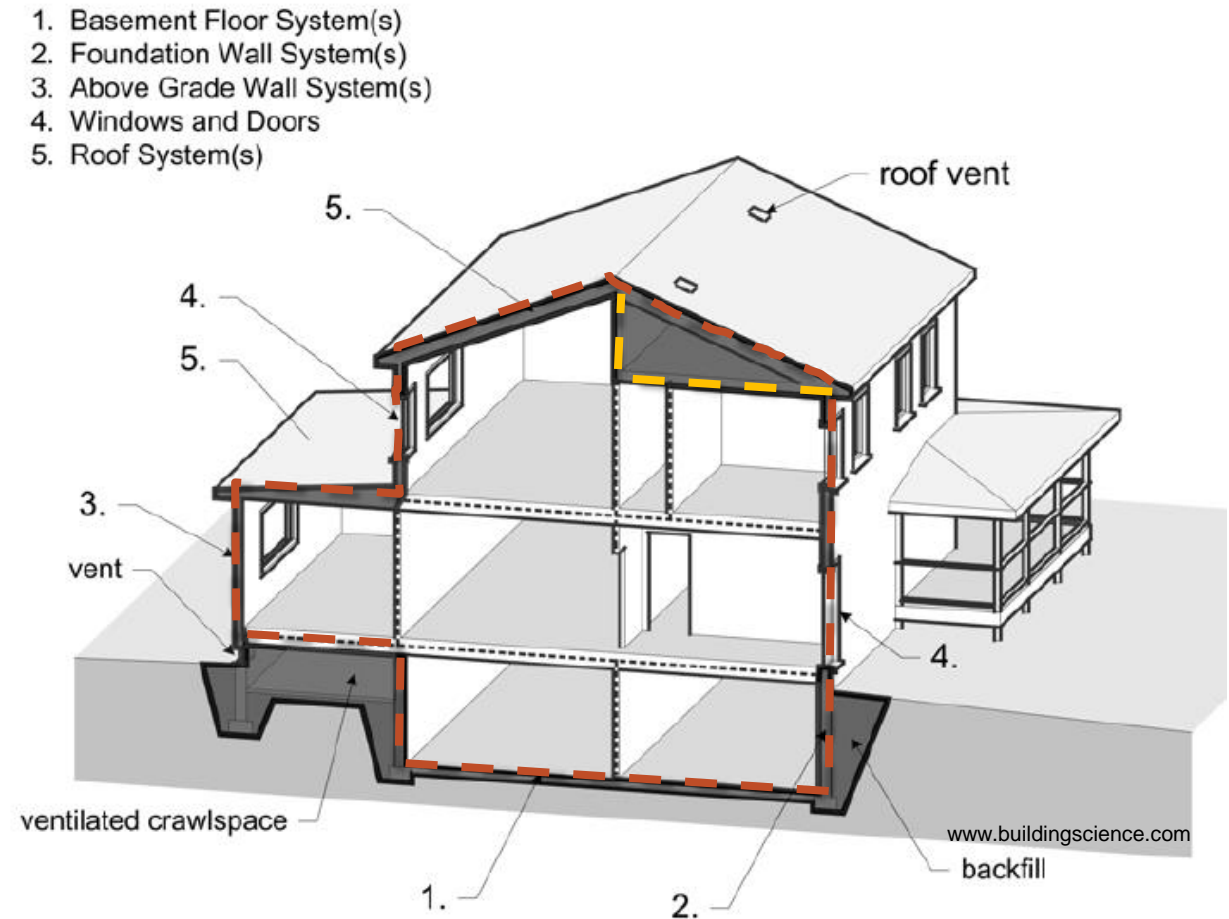 1. Basement Floor System(s)
2. Foundation Wall System(s)
3. Above Grade Wall System(s)
4. Windows and Doors
5. Roof System(s)
roof vent
5.
4.
5.
3.
vent
4.
ventilated crawlspace
www.buildingscience.com
backfill
1.
2.